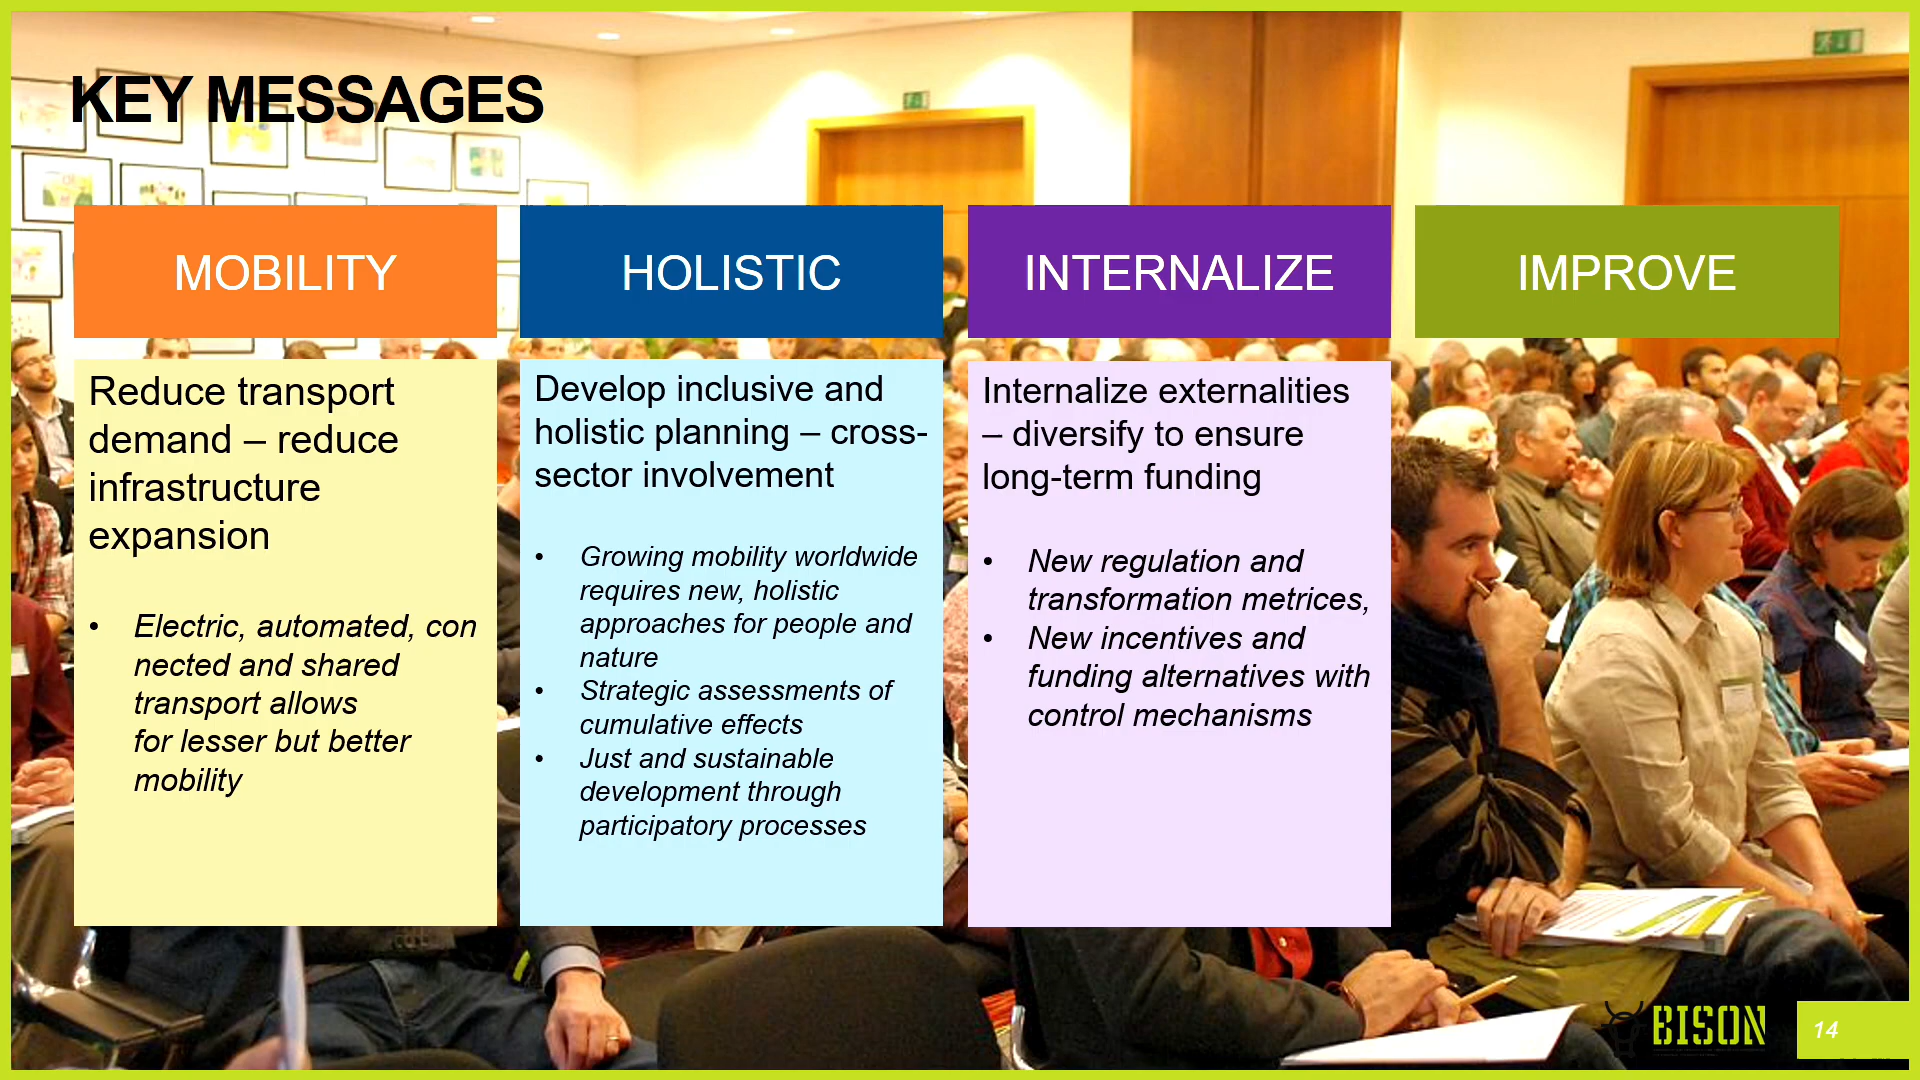 KEY MESSAGES
MOBILITY
Reduce transport
demand – reduce
infrastructure
expansion
• Electric, automated, con
nected and shared
transport allows
for lesser but better
mobility
HOLISTIC
Develop inclusive and
holistic planning – cross-
sector involvement
• Growing mobility worldwide
requires new, holistic
approaches for people and
nature
• Strategic assessments of
cumulative effects
• Just and sustainable
development through
participatory processes
INTERNALIZE
Internalize externalities
– diversify to ensure
long-term funding
• New regulation and
transformation metrices,
• New incentives and
funding alternatives with
control mechanisms
IMPROVE
BISON
14